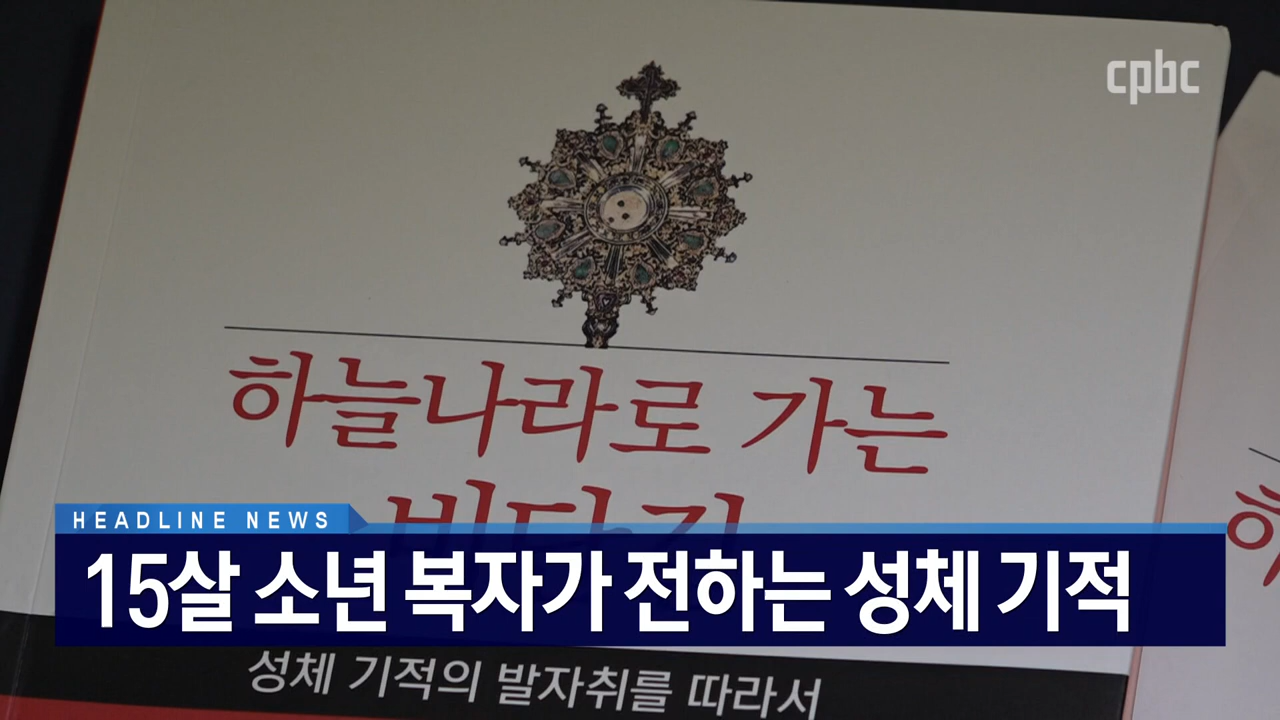 cpbc
하늘나라로 가는
HEADLINE NEWS
15살 소년 복자가 전하는 성체 기적
성체 기적의 발자취를 따라서